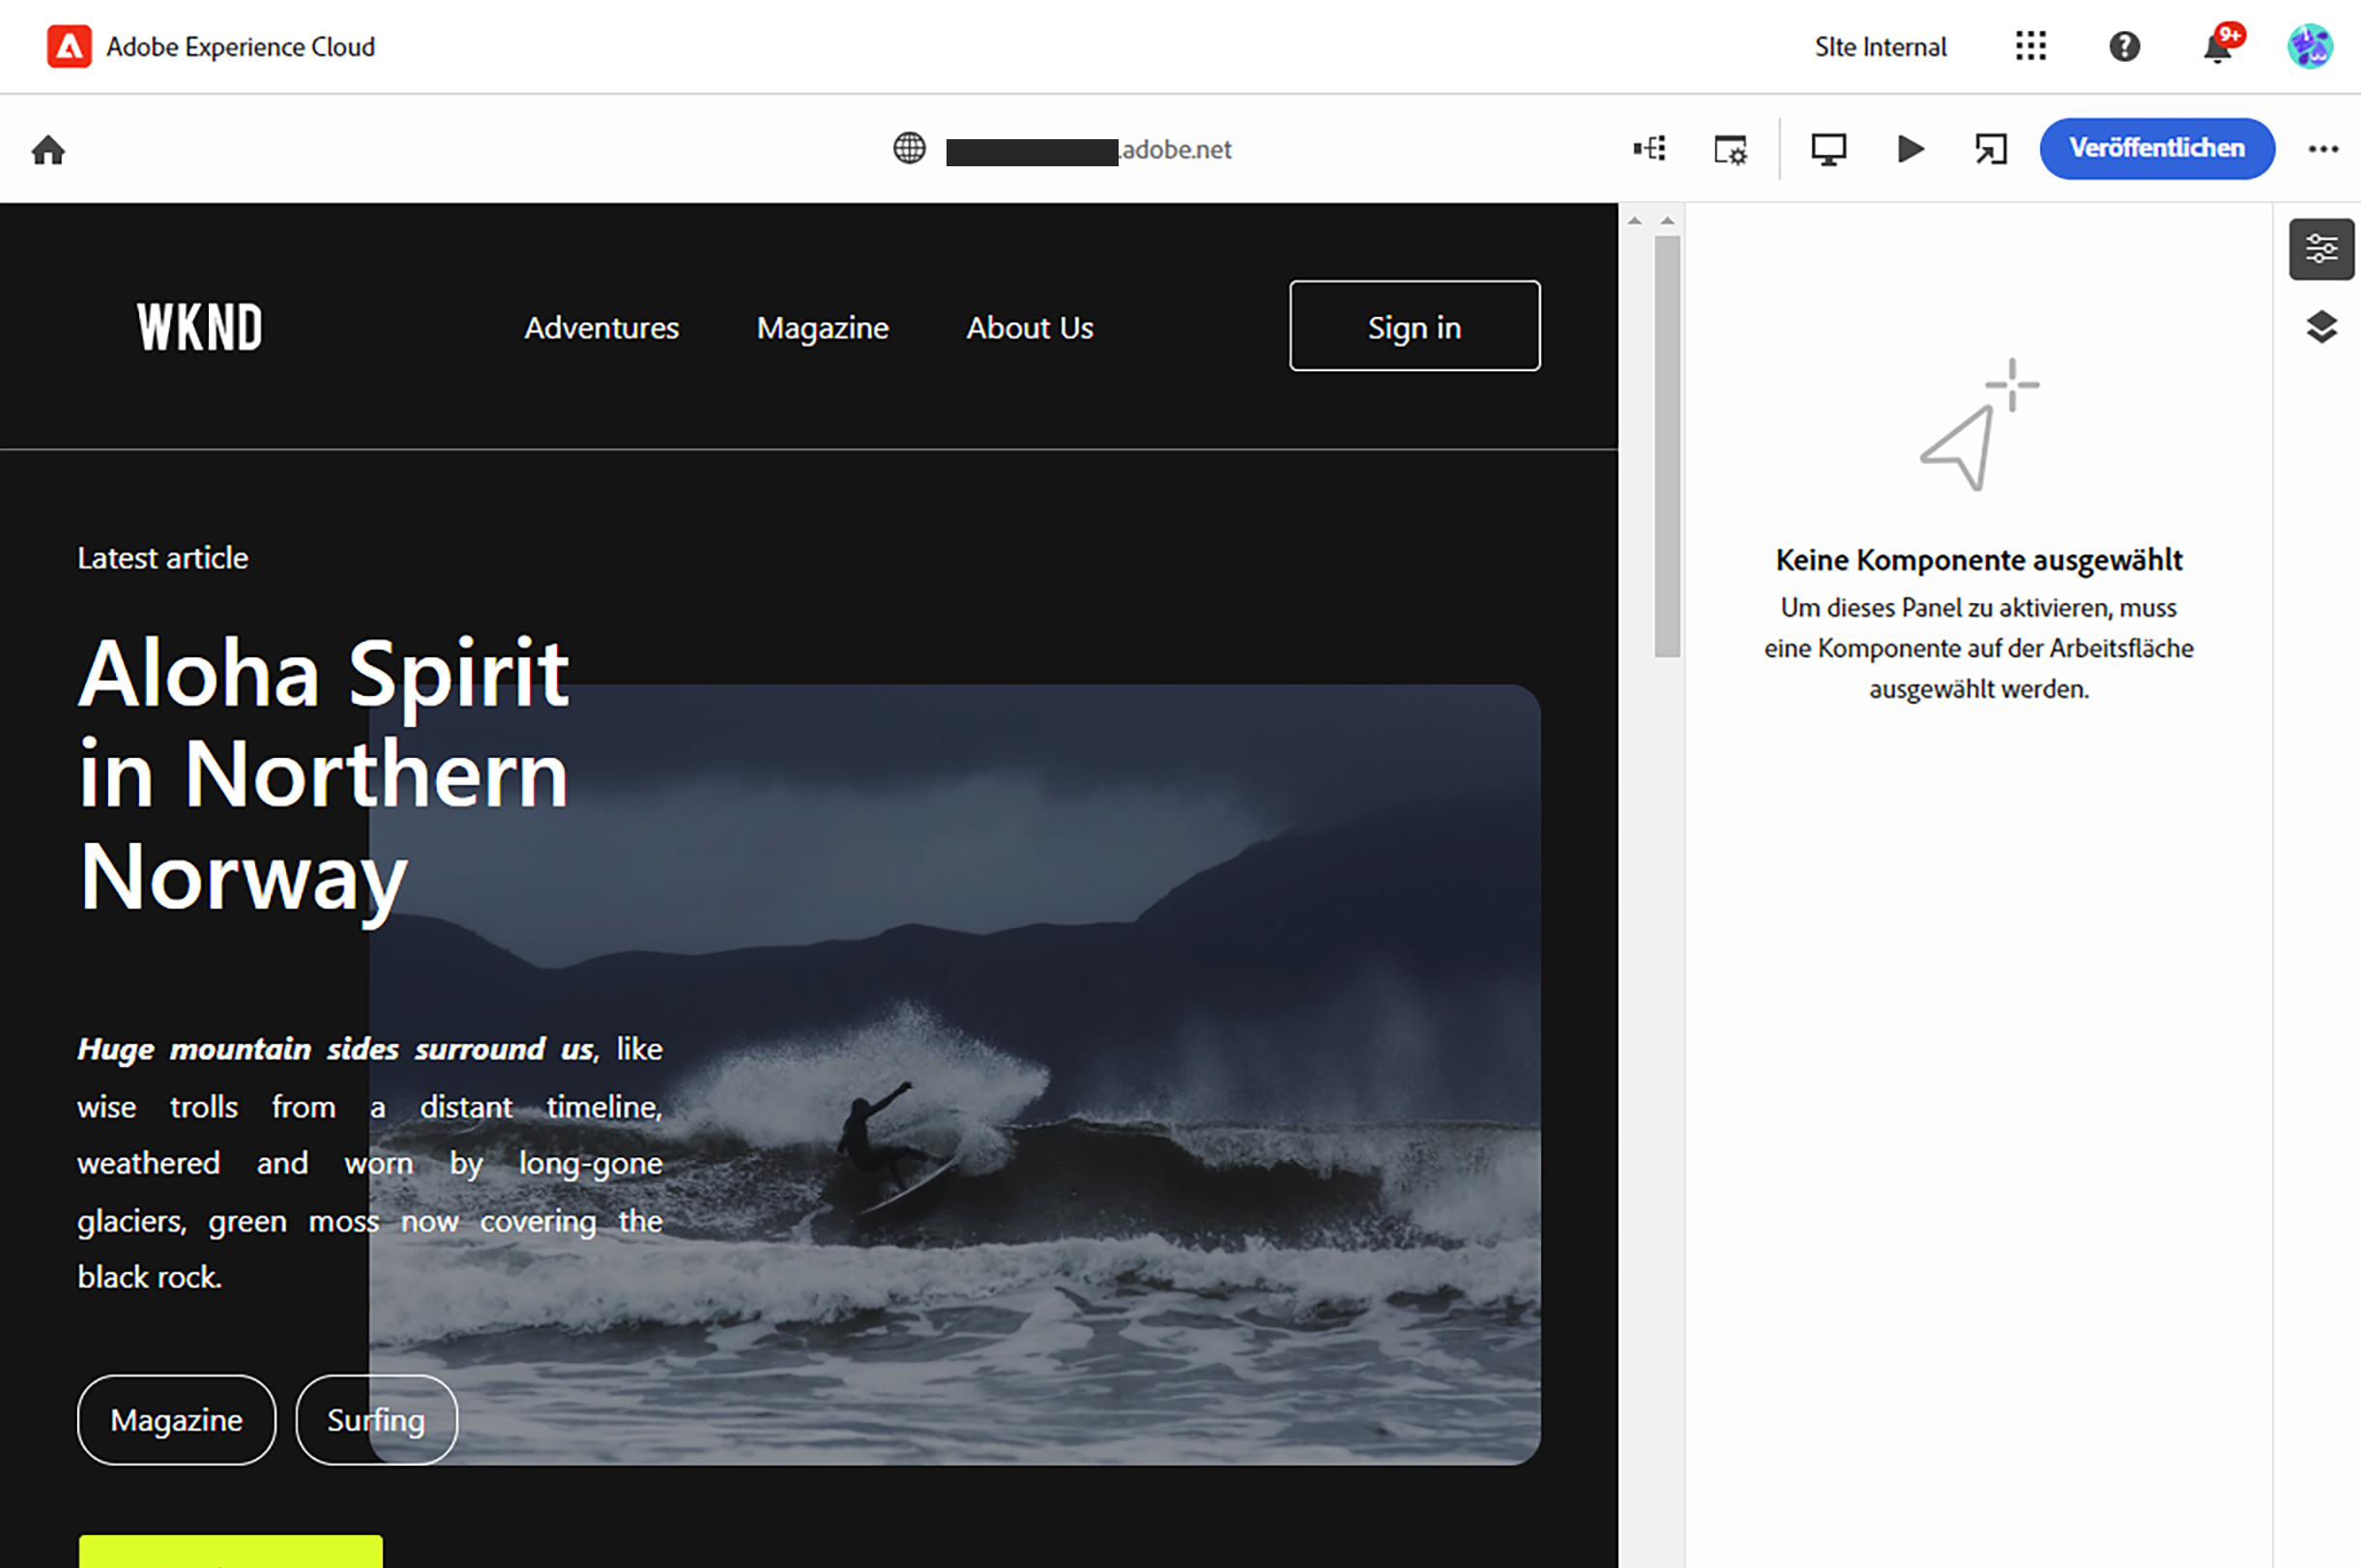 Adobe Experience Cloud
SIte Internal
9+
.adobe.net
Veröffentlichen
WKND
Adventures
Magazine
About Us
Sign in
Latest article
Aloha Spirit
in Northern
Norway
Huge mountain sides surround us, like
wise trolls from a distant timeline,
weathered and worn by long-gone
glaciers, green moss now covering the
black rock.
Magazine
Surfing
Keine Komponente ausgewählt
Um dieses Panel zu aktivieren, muss
eine Komponente auf der Arbeitsfläche
ausgewählt werden.